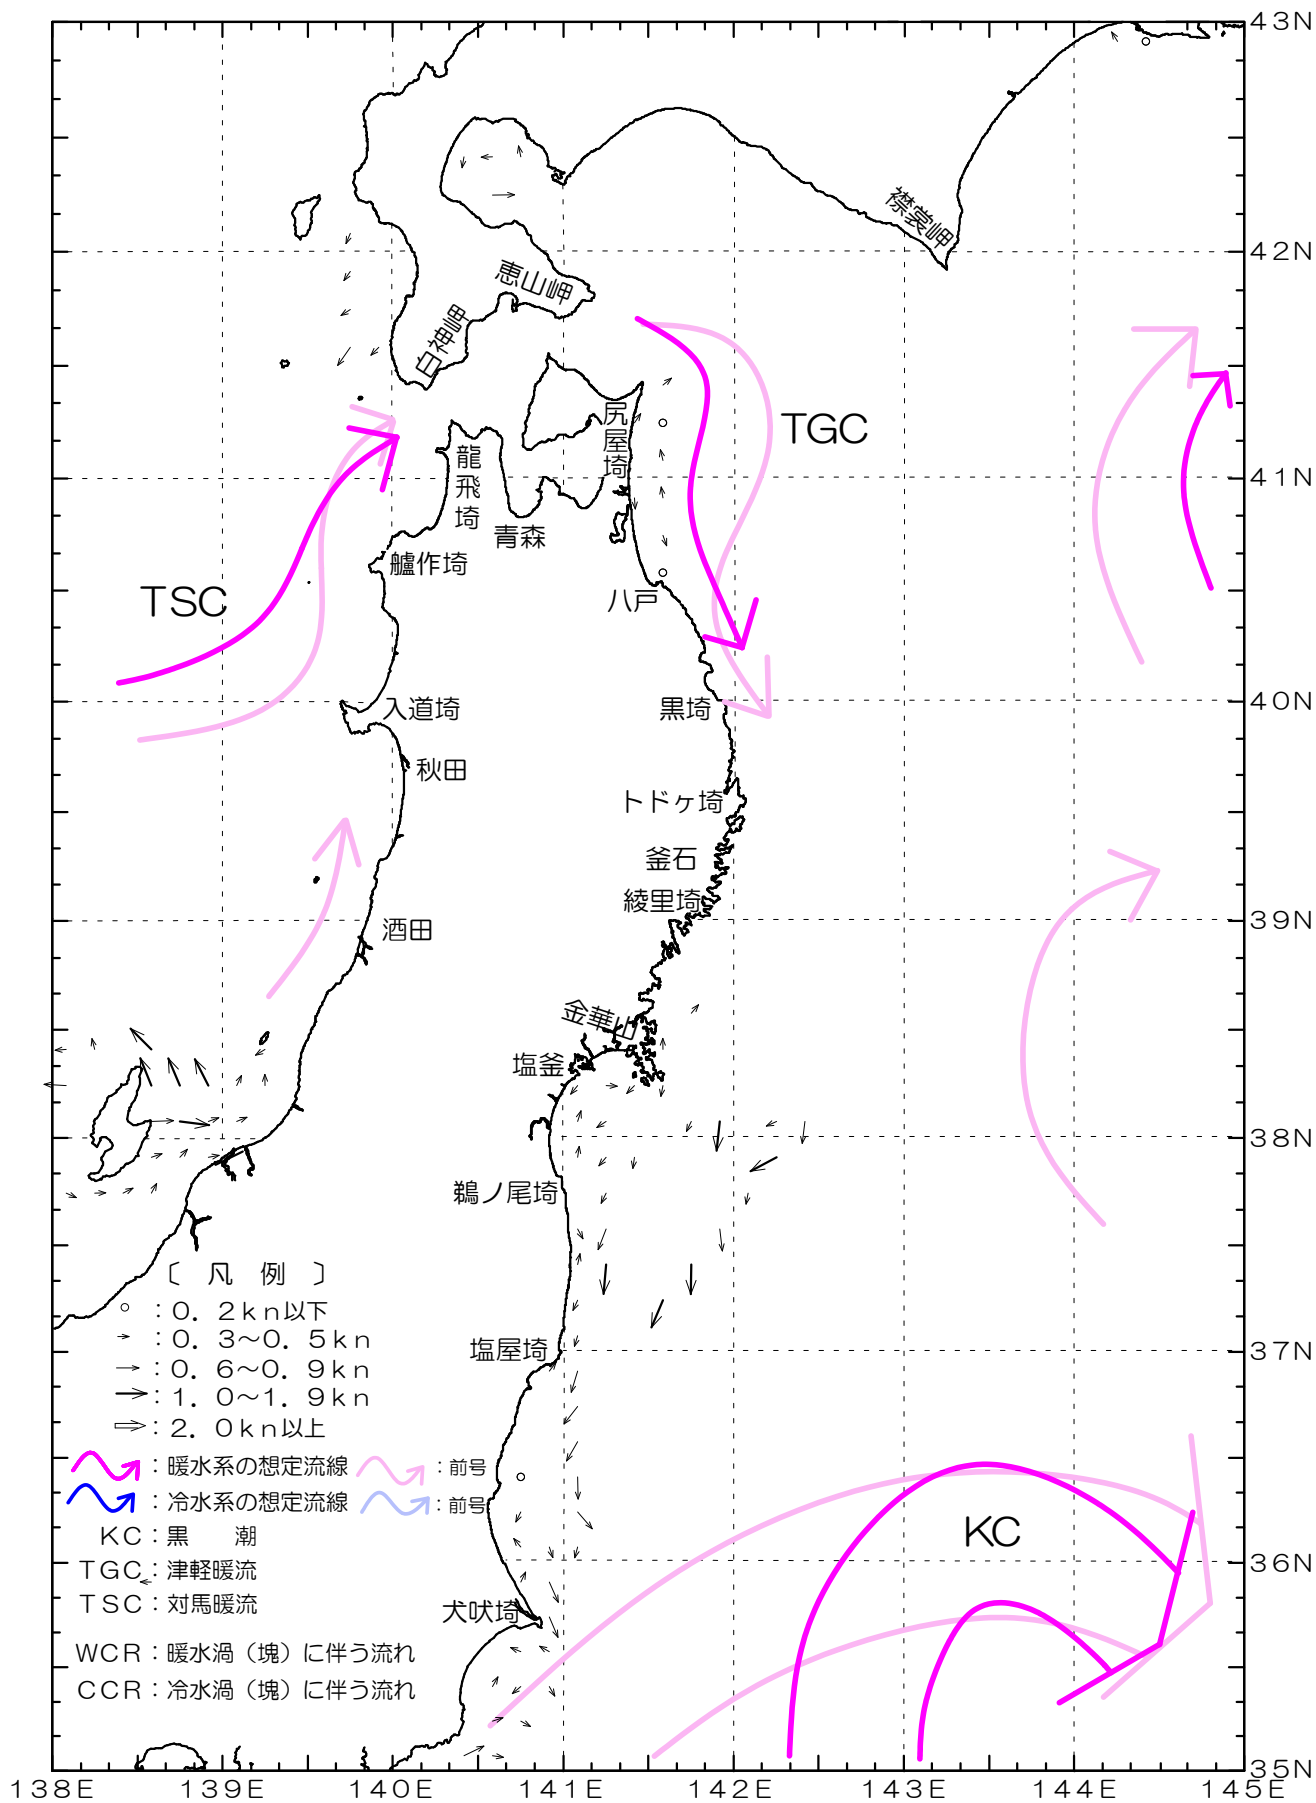 43N
襟裳岬
42N
恵山岬
白神岬
TGC
尻屋埼
龍飛埼
41N
青森
艫作埼
八戸
TSC
入道埼
黒埼
40N
秋田
トドヶ埼
釜石
綾里埼
酒田
39N
金華山
塩釜
38N
鵜ノ尾埼
〔 凡 例 〕
:0.2kn以下
:0.3~0.5kn
塩屋埼
37N
:0.6~0.9kn
:1.0~1.9kn
:2.0kn以上
:暖水系の想定流線 :前号
:冷水系の想定流線 :前号
KC:黒 潮
KC
TGC:津軽暖流
36N
TSC:対馬暖流
犬吠埼
WCR:暖水渦(塊)に伴う流れ
CCR:冷水渦(塊)に伴う流れ
35N
138E 139E 140E 141E 142E 143E 144E 145E